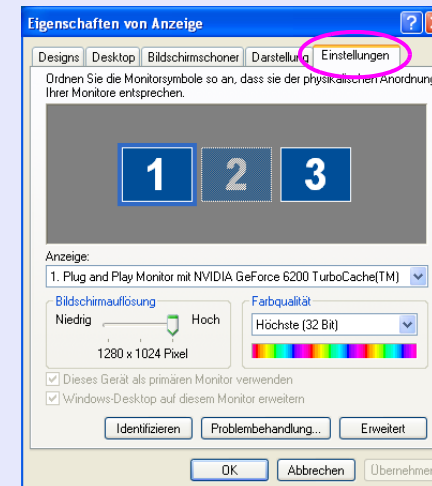 Eigenschaften von Anzeige
Designs Desktop Bildschirmschoner Darstellung Einstellungen
Ordnen Sie die Monitorsymbole so an, dass sie der physikalischen Anordnung
Ihrer Monitore entsprechen.
1 2 3
Anzeige:
1. Plug and Play Monitor mit NVIDIA GeForce 6200 TurboCache(TM)
Bildschirmauflösung Farbqualität
Niedrig Hoch Höchste (32 Bit)
1280 x 1024 Pixel
Dieses Gerät als primären Monitor verwenden
Windows-Desktop auf diesem Monitor erweitern
Identifizieren Problembehandlung... Erweitert
OK Abbrechen Übernehmen